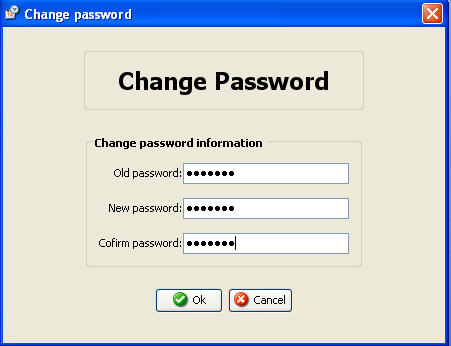 Change password
Change Password
Change password information
Old password: •••••••
New password: •••••••
Cofirm password: •••••••
Ok Cancel